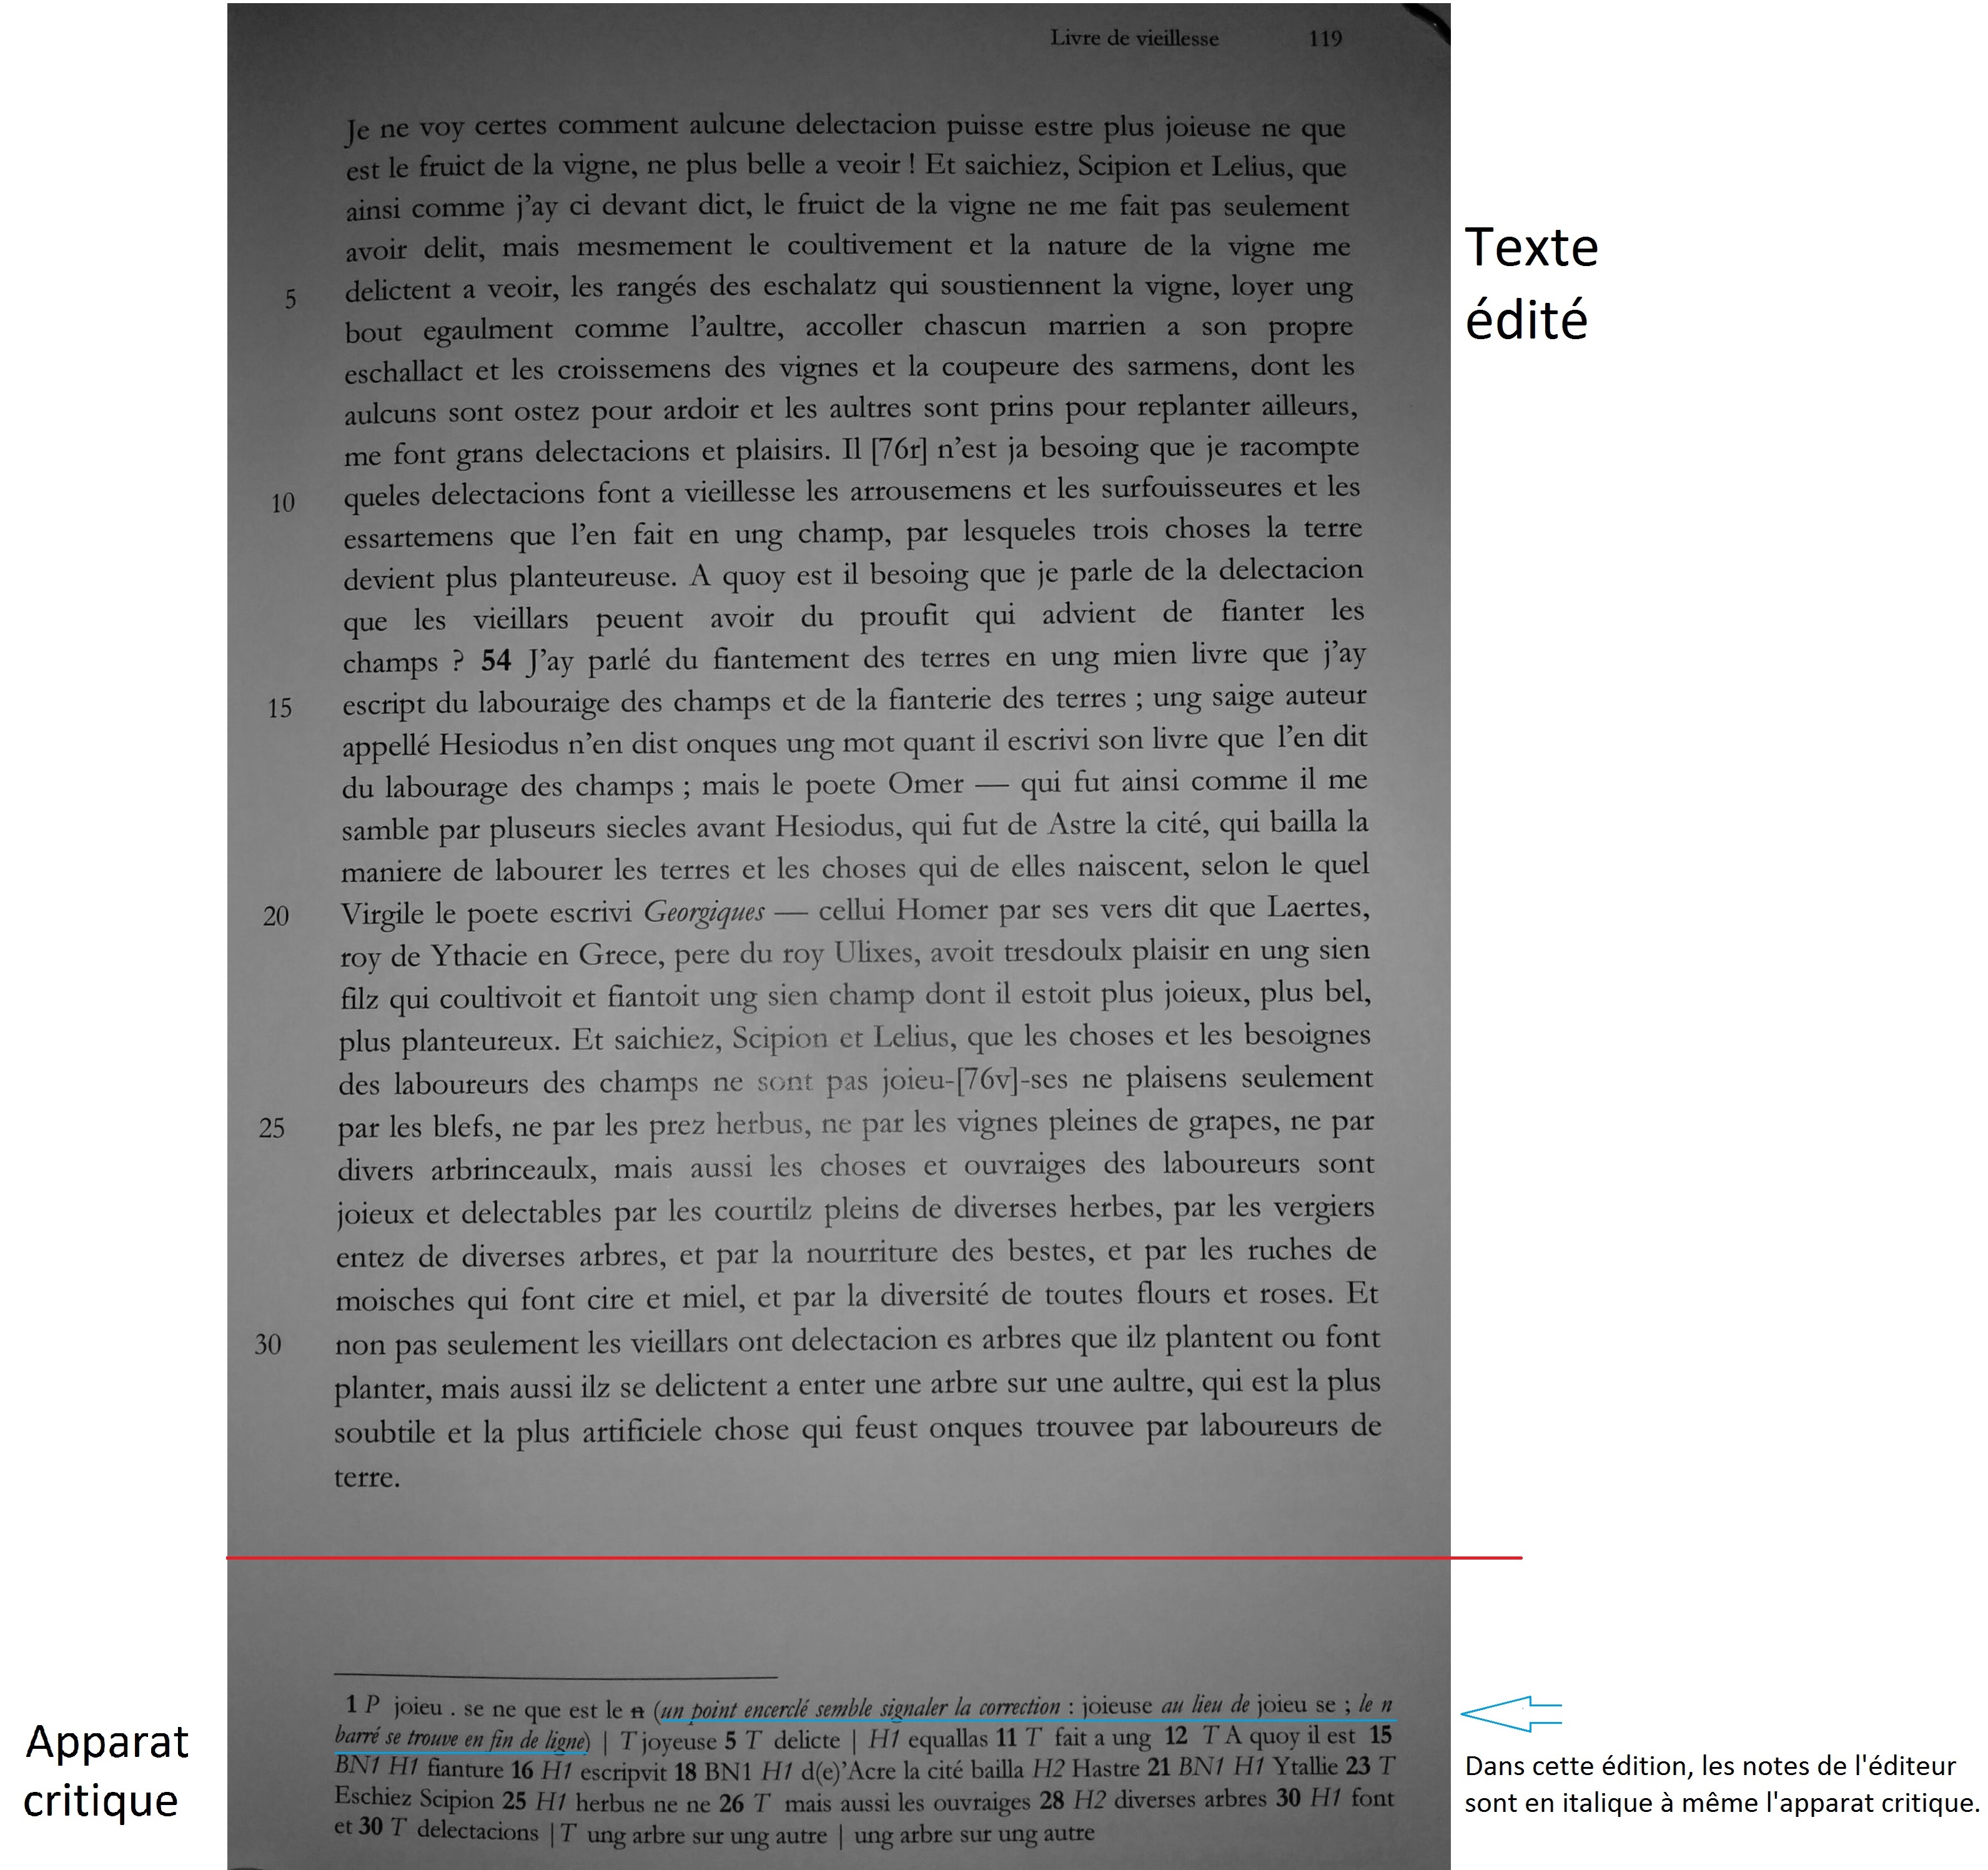 Livre de vieillesse 119
Je ne voy certes comment aulcune delectacion puisse estre plus joieuse ne que
est le fruict de la vigne, ne plus belle a veoir ! Et saichiez, Scipion et Lelius, que
ainsi comme j'ay ci devant dict, le fruict de la vigne ne me fait pas seulement
avoir delit, mais mesmement le coultivement et la nature de la vigne me
5 delictent a veoir, les rangés des eschalatz qui soustiennent la vigne, loyer ung
bout egaulment comme l'aultre, accoller chascun marrien a son propre
eschallact et les croissemens des vignes et la coupeure des sarmens, dont les
aulcuns sont ostez pour ardoir et les aultres sont prins pour replanter ailleurs,
me font grans delectacions et plaisirs. Il [76r] n'est ja besoing que je racompte
10 queles delectacions font a vieillesse les arrousemens et les surfouisseures et les
essartemens que l'en fait en ung champ, par lesqueles trois choses la terre
devient plus planteureuse. A quoy est il besoing que je parle de la delectacion
que les vieillars peuent avoir du proufit qui advient de fianter les
champs ? 54 J'ay parlé du fiantement des terres en ung mien livre que j'ay
15 escript du labouraige des champs et de la fianterie des terres ; ung saige auteur
appellé Hesiodus n'en dist onques ung mot quant il escrivi son livre que l'en dit
du labourage des champs ; mais le poete Omer — qui fut ainsi comme il me
samble par pluseurs siecles avant Hesiodus, qui fut de Astre la cité, qui bailla la
maniere de labourer les terres et les choses qui de elles naiscent, selon le quel
20 Virgile le poete escrivi Georgiques — cellui Homer par ses vers dit que Laertes,
roy de Ythacie en Grece, pere du roy Ulixes, avoit tresdoulx plaisir en ung sien
filz qui coultivoit et fiantoit ung sien champ dont il estoit plus joieux, plus bel,
plus planteureux. Et saichiez, Scipion et Lelius, que les choses et les besoignes
des laboureurs des champs ne sont pas joieu-[76v]-ses ne plaisens seulement
25 par les blefs, ne par les prez herbus, ne par les vignes pleines de grapes, ne par
divers arbrinceaulx, mais aussi les choses et ouvraiges des laboureurs sont
joieux et delectables par les courtilz pleins de diverses herbes, par les vergiers
entez de diverses arbres, et par la nourriture des bestes, et par les ruches de
moisches qui font cire et miel, et par la diversité de toutes flours et roses. Et
30 non pas seulement les vieillars ont delectacion es arbres que ilz plantent ou font
planter, mais aussi ilz se delictent a enter une arbre sur une aultre, qui est la plus
soubtile et la plus artificiele chose qui feust onques trouvee par laboureurs de
terre.
Texte
édité
1 P joieu . se ne que est le n (un point encerclé semble signaler la correction : joieuse au lieu de joieu se ; le n
barré se trouve en fin de ligne) | T joyeuse 5 T delicte | H1 equallas 11 T fait a ung 12 T A quoy il est 15
BN1 H1 fianture 16 H1 escripvit 18 BN1 H1 d(e)'Acre la cité bailla H2 Hastre 21 BN1 H1 Ytallie 23 T
Eschiez Scipion 25 H1 herbus ne ne 26 T mais aussi les ouvraiges 28 H2 diverses arbres 30 H1 font
et 30 T delectacions | T ung arbre sur ung autre | ung arbre sur ung autre
Apparat
critique
Dans cette édition, les notes de l'éditeur
sont en italique à même l'apparat critique.